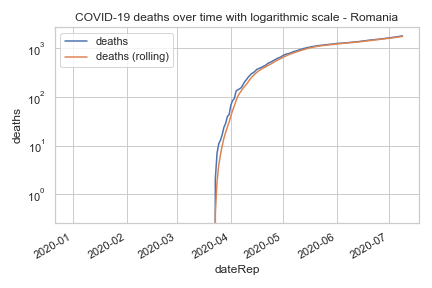 COVID-19 deaths over time with logarithmic scale - Romania
deaths
deaths (rolling)
deaths
10³
10²
10¹
10⁰
2020-01
2020-02
2020-03
2020-04
2020-05
2020-06
2020-07
dateRep